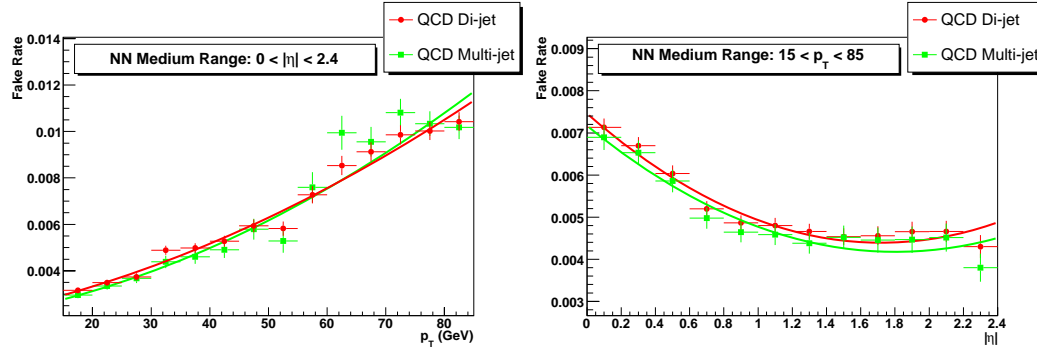 QCD Di-jet
QCD Multi-jet
NN Medium Range: 0 < |η| < 2.4
Fake Rate
0.014
0.012
0.01
0.008
0.006
0.004
20 30 40 50 60 70 80
p_T (GeV)
QCD Di-jet
QCD Multi-jet
NN Medium Range: 15 < p_T < 85
Fake Rate
0.009
0.008
0.007
0.006
0.005
0.004
0.003
0 0.2 0.4 0.6 0.8 1 1.2 1.4 1.6 1.8 2 2.2 2.4
|η|